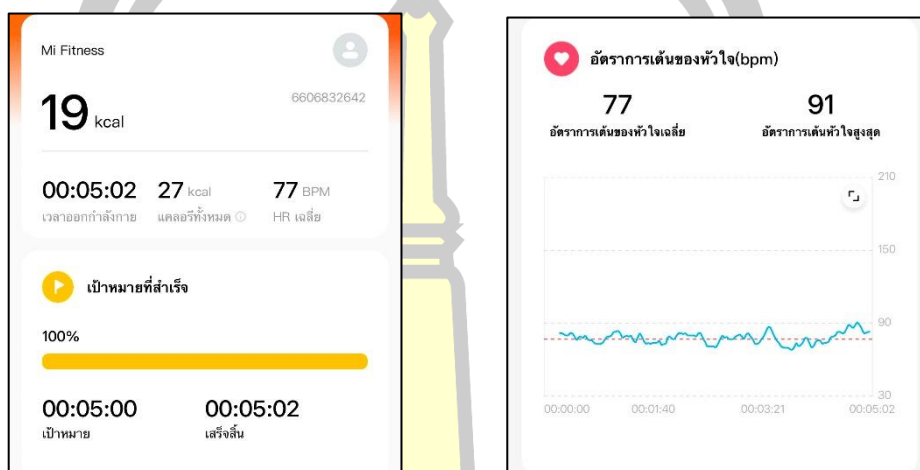 Mi Fitness
19 kcal
6606832642
00:05:02 27 kcal 77 BPM
เวลาออกกำลังกาย แคลอรีทั้งหมด HR เฉลี่ย
เป้าหมายที่สำเร็จ
100%
00:05:00 00:05:02
เป้าหมาย เสร็จสิ้น
อัตราการเต้นของหัวใจ(bpm)
77 91
อัตราการเต้นของหัวใจเฉลี่ย อัตราการเต้นหัวใจสูงสุด
210
150
90
30
00:00:00 00:01:40 00:03:21 00:05:02